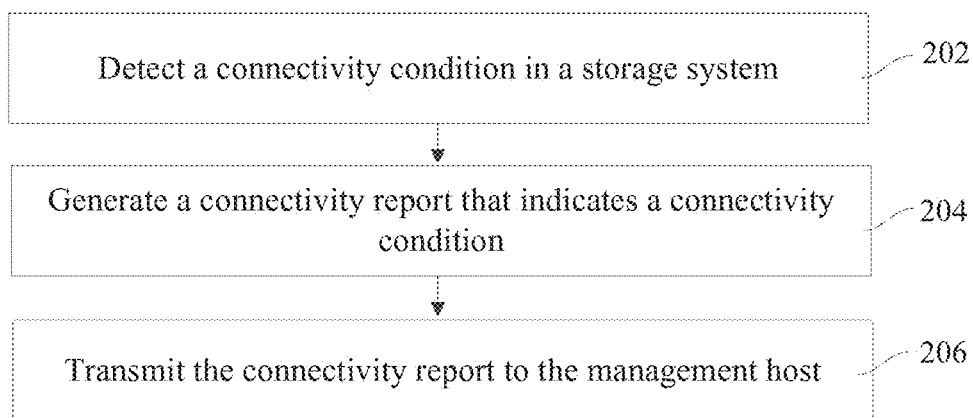 Detect a connectivity condition in a storage system
202
Generate a connectivity report that indicates a connectivity
condition
204
Transmit the connectivity report to the management host
206